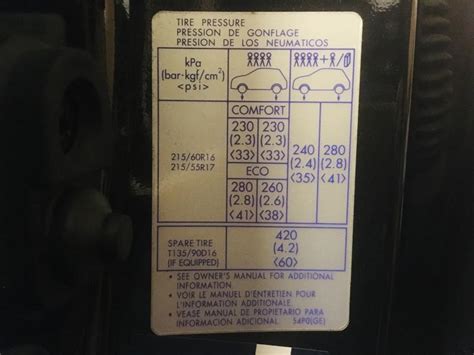 TIRE PRESSURE
PRESSION DE GONFLAGE
PRESION DE LOS NEUMATICOS
kPa
(bar·kgf/cm²)
<psi>
+ /
COMFORT
215/60R16
215/55R17
230 230
(2.3) (2.3)
<33> <33>
ECO
280 260
(2.8) (2.6)
<41> <38>
240 280
(2.4) (2.8)
<35> <41>
SPARE TIRE
T135/90D16
(IF EQUIPPED)
420
(4.2)
<60>
• SEE OWNER'S MANUAL FOR ADDITIONAL
INFORMATION.
• VOIR LE MANUEL D'ENTRETIEN POUR
L'INFORMATION ADDITIONALE.
• VEASE MANUAL DE PROPIETARIO PARA
INFORMACION ADICIONAL 54P0(GE)